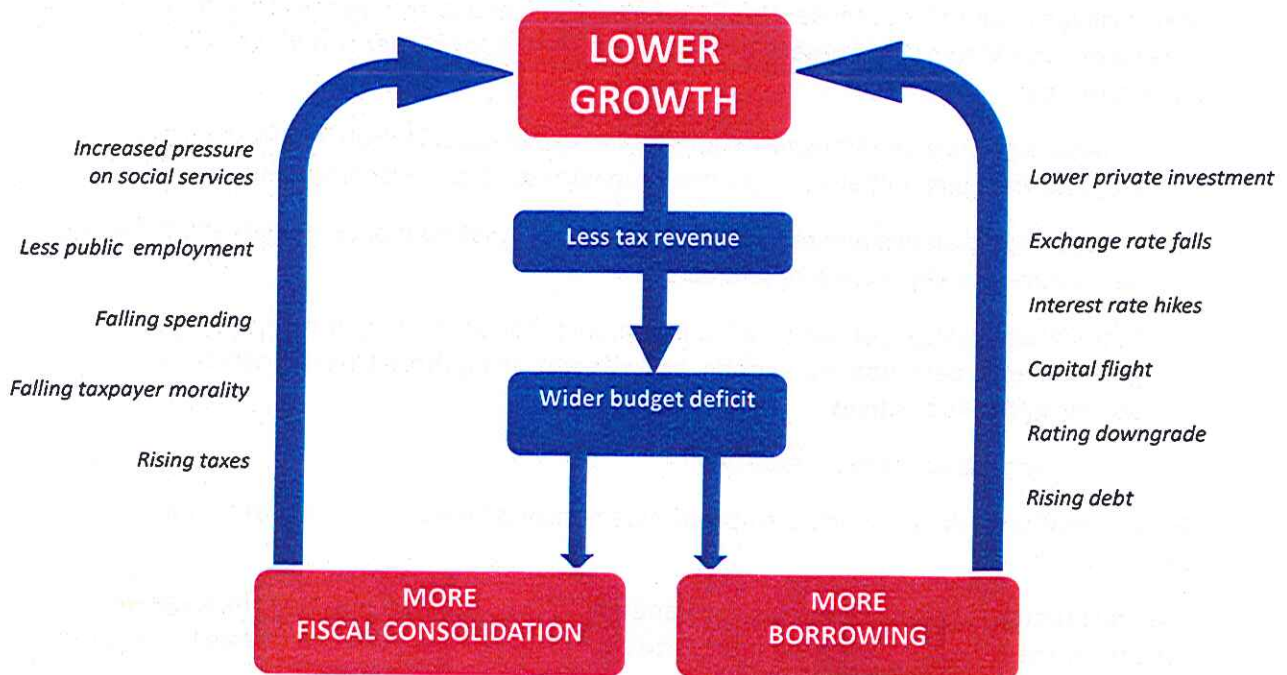 LOWER
GROWTH
Increased pressure
on social services
Less public employment
Falling spending
Falling taxpayer morality
Rising taxes
Less tax revenue
Wider budget deficit
Lower private investment
Exchange rate falls
Interest rate hikes
Capital flight
Rating downgrade
Rising debt
MORE
FISCAL CONSOLIDATION
MORE
BORROWING